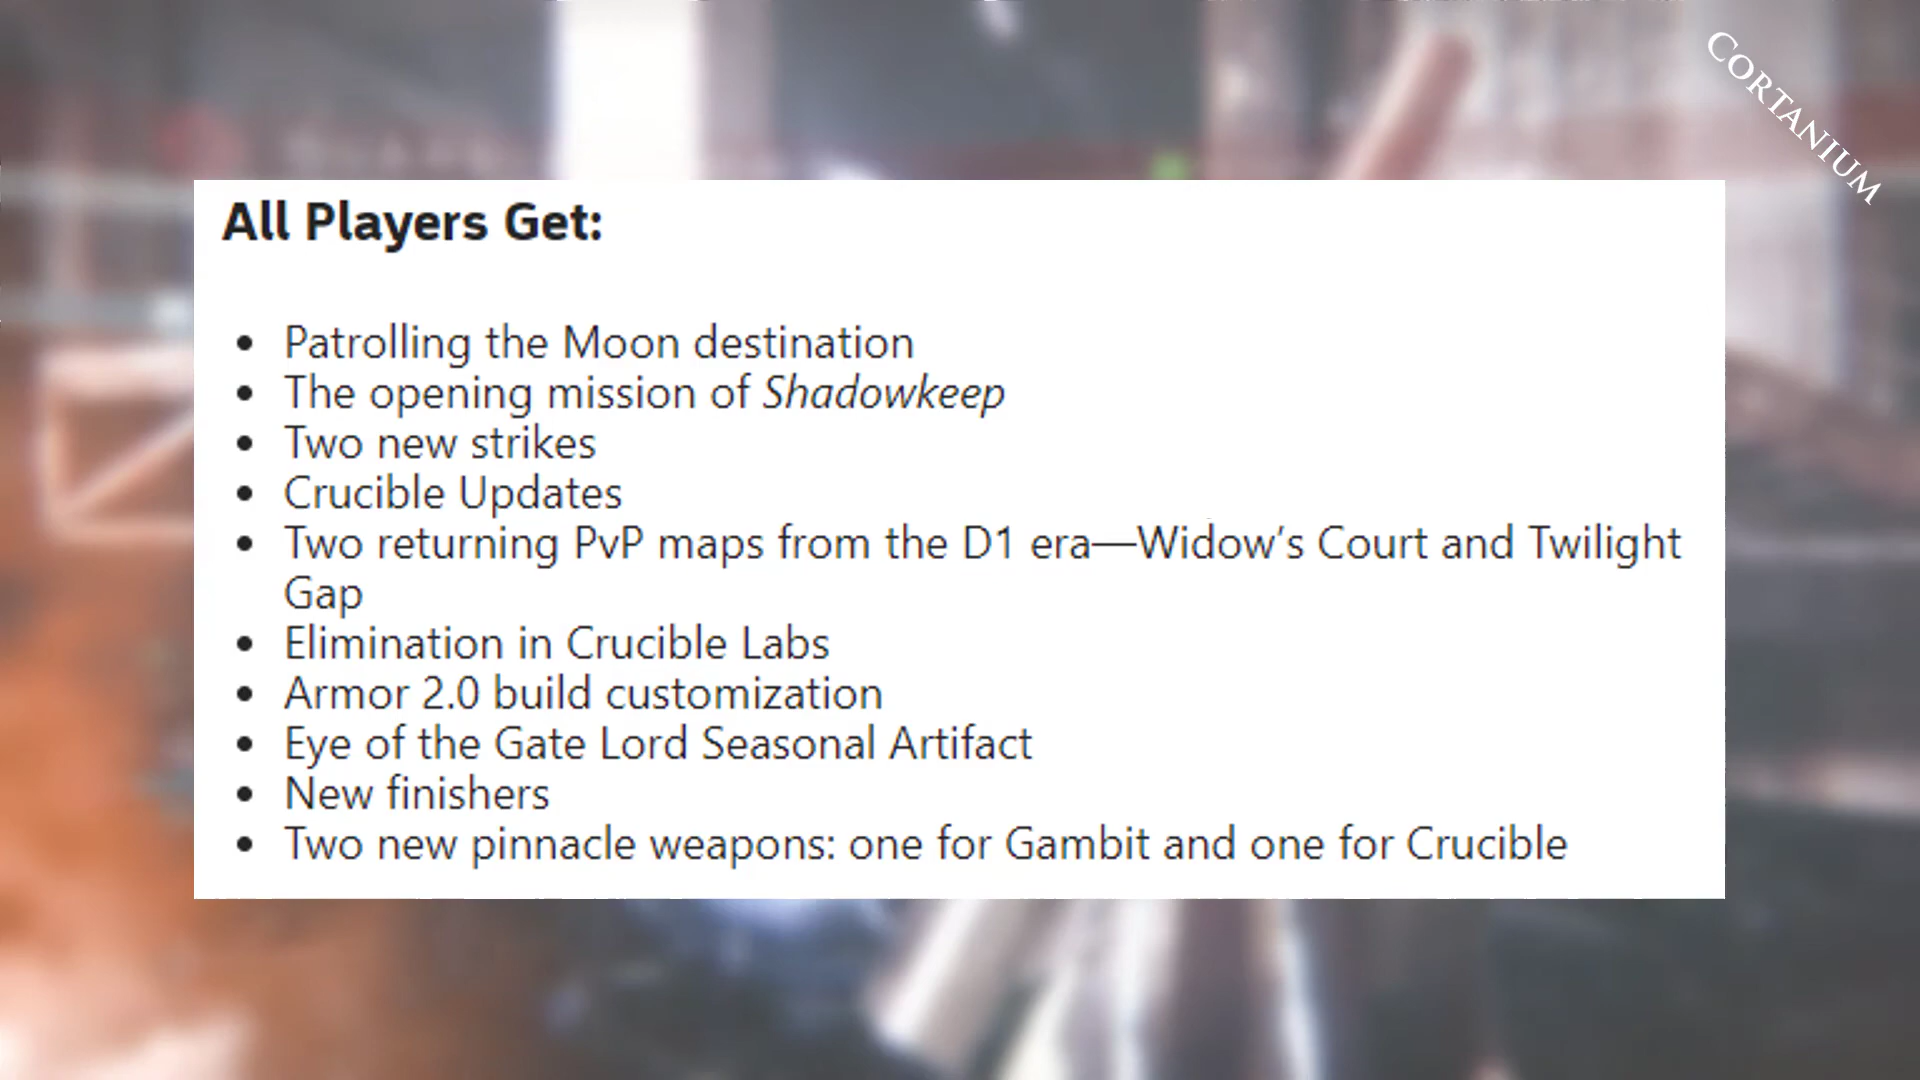 CORTANIUM
All Players Get:
• Patrolling the Moon destination
• The opening mission of Shadowkeep
• Two new strikes
• Crucible Updates
• Two returning PvP maps from the D1 era—Widow’s Court and Twilight
Gap
• Elimination in Crucible Labs
• Armor 2.0 build customization
• Eye of the Gate Lord Seasonal Artifact
• New finishers
• Two new pinnacle weapons: one for Gambit and one for Crucible